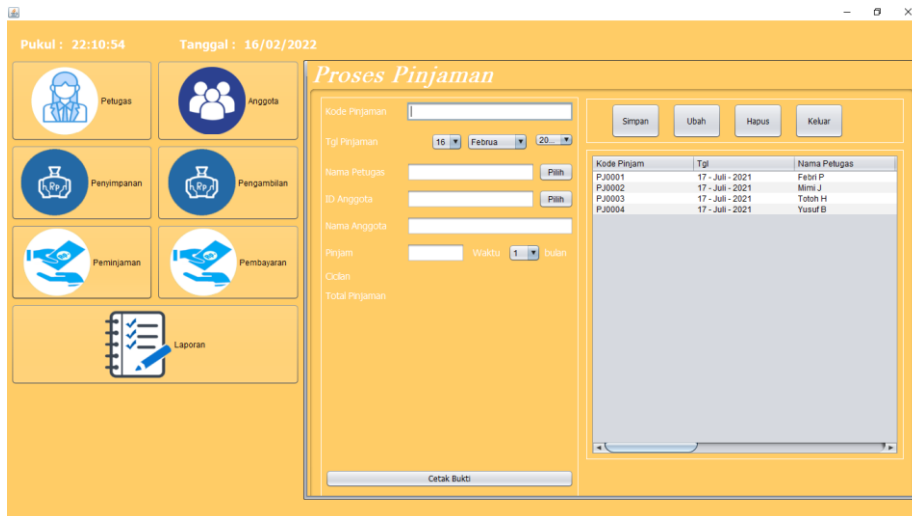 Pukul : 22:10:54 Tanggal : 16/02/2022
Petugas
Anggota
Penyimpanan
Pengambilan
Peminjaman
Pembayaran
Laporan
Proses Pinjaman
Kode Pinjaman
Tgl Pinjaman 16 Februa 20...
Nama Petugas Pilih
ID Anggota Pilih
Nama Anggota
Pinjam Waktu 1 bulan
Cicilan
Total Pinjaman
Cetak Bukti
Simpan Ubah Hapus Keluar
Kode Pinjam Tgl Nama Petugas
PJ0001 17 - Juli - 2021 Febri P
PJ0002 17 - Juli - 2021 Mimi J
PJ0003 17 - Juli - 2021 Totoh H
PJ0004 17 - Juli - 2021 Yusuf B